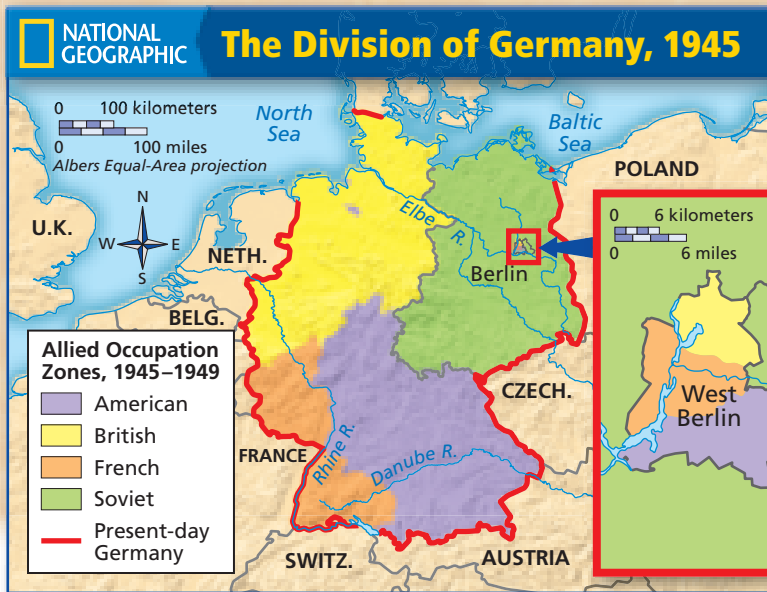 NATIONAL
GEOGRAPHIC
The Division of Germany, 1945
0 100 kilometers
0 100 miles
Albers Equal-Area projection
North
Sea
Baltic
Sea
POLAND
U.K.
N
W E
S
NETH.
Elbe R.
Berlin
0 6 kilometers
0 6 miles
BELG.
Allied Occupation
Zones, 1945–1949
American
British
French
Soviet
Present-day
Germany
CZECH.
West
Berlin
FRANCE
Rhine R.
Danube R.
SWITZ.
AUSTRIA